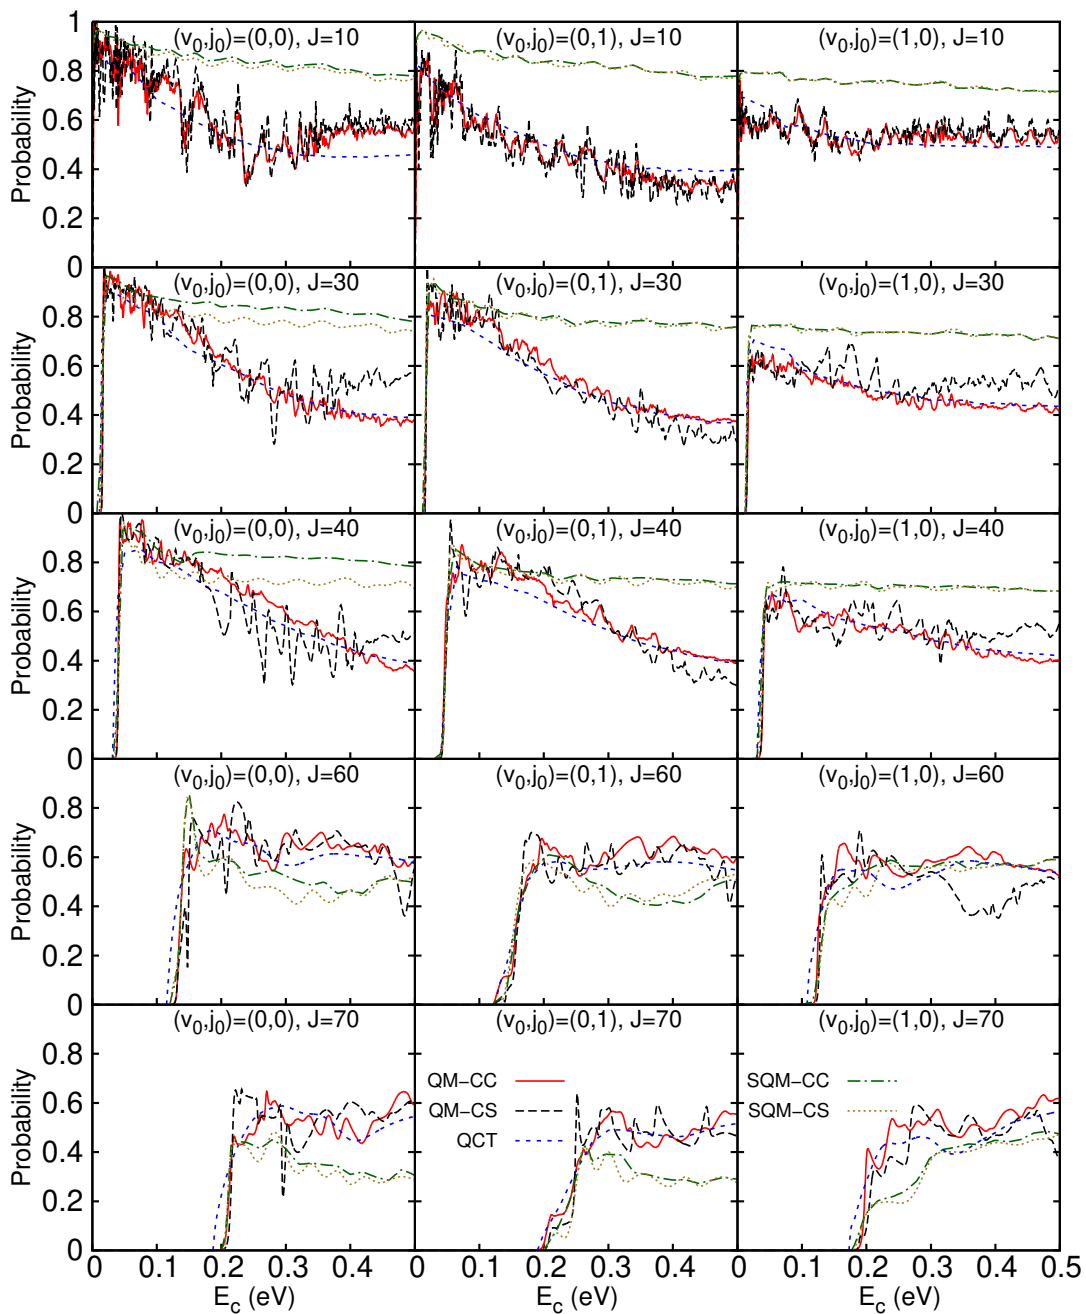 1
(v₀,j₀)=(0,0), J=10
(v₀,j₀)=(0,1), J=10
(v₀,j₀)=(1,0), J=10
0.8
0.6
Probability
0.4
0.2
0
(v₀,j₀)=(0,0), J=30
(v₀,j₀)=(0,1), J=30
(v₀,j₀)=(1,0), J=30
0.8
0.6
Probability
0.4
0.2
0
(v₀,j₀)=(0,0), J=40
(v₀,j₀)=(0,1), J=40
(v₀,j₀)=(1,0), J=40
0.8
0.6
Probability
0.4
0.2
0
(v₀,j₀)=(0,0), J=60
(v₀,j₀)=(0,1), J=60
(v₀,j₀)=(1,0), J=60
0.8
0.6
Probability
0.4
0.2
0
(v₀,j₀)=(0,0), J=70
(v₀,j₀)=(0,1), J=70
(v₀,j₀)=(1,0), J=70
0.8
0.6
Probability
0.4
0.2
0
QM−CC
QM−CS
QCT
SQM−CC
SQM−CS
0 0.1 0.2 0.3 0.4 0 0.1 0.2 0.3 0.4 0 0.1 0.2 0.3 0.4 0.5
E_c (eV) E_c (eV) E_c (eV)